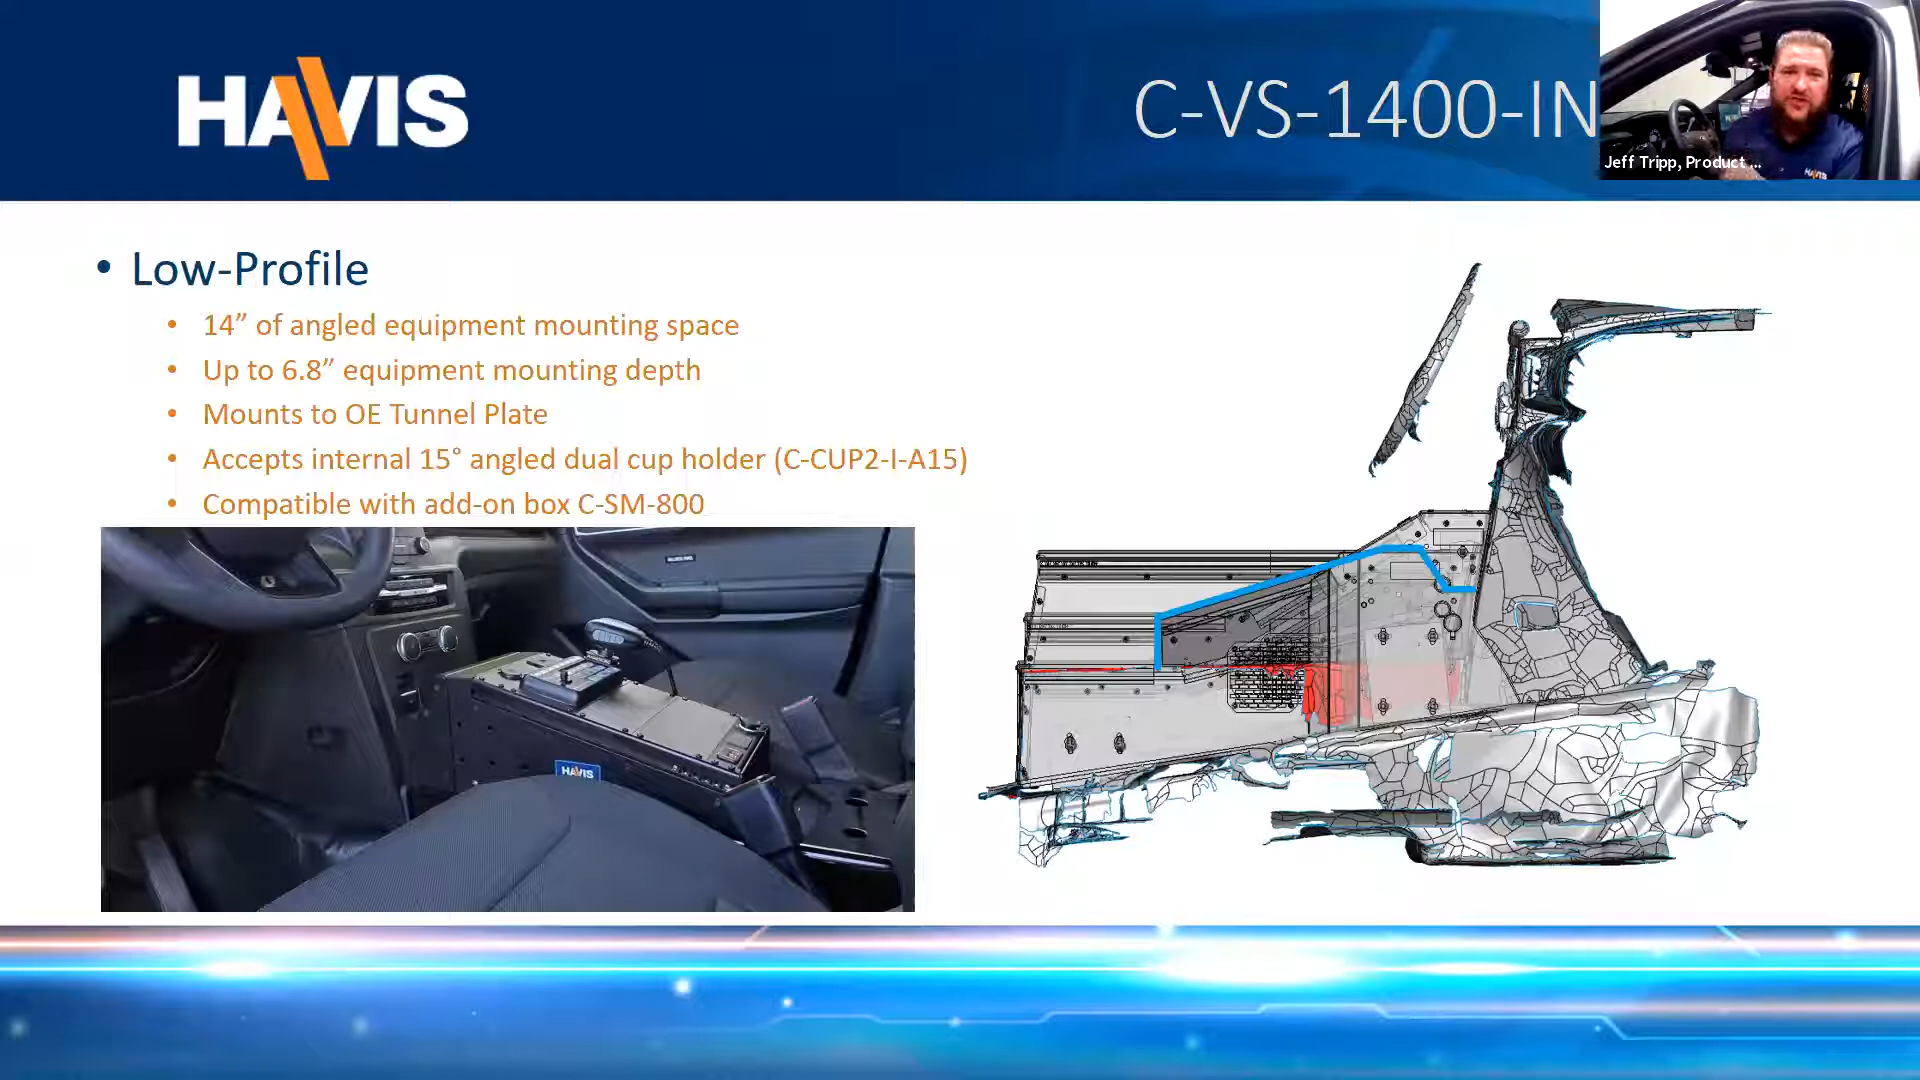 HAVIS
C-VS-1400-IN
Jeff Tripp, Product ...
HAVIS
• Low-Profile
• 14” of angled equipment mounting space
• Up to 6.8” equipment mounting depth
• Mounts to OE Tunnel Plate
• Accepts internal 15° angled dual cup holder (C-CUP2-I-A15)
• Compatible with add-on box C-SM-800
HAVIS